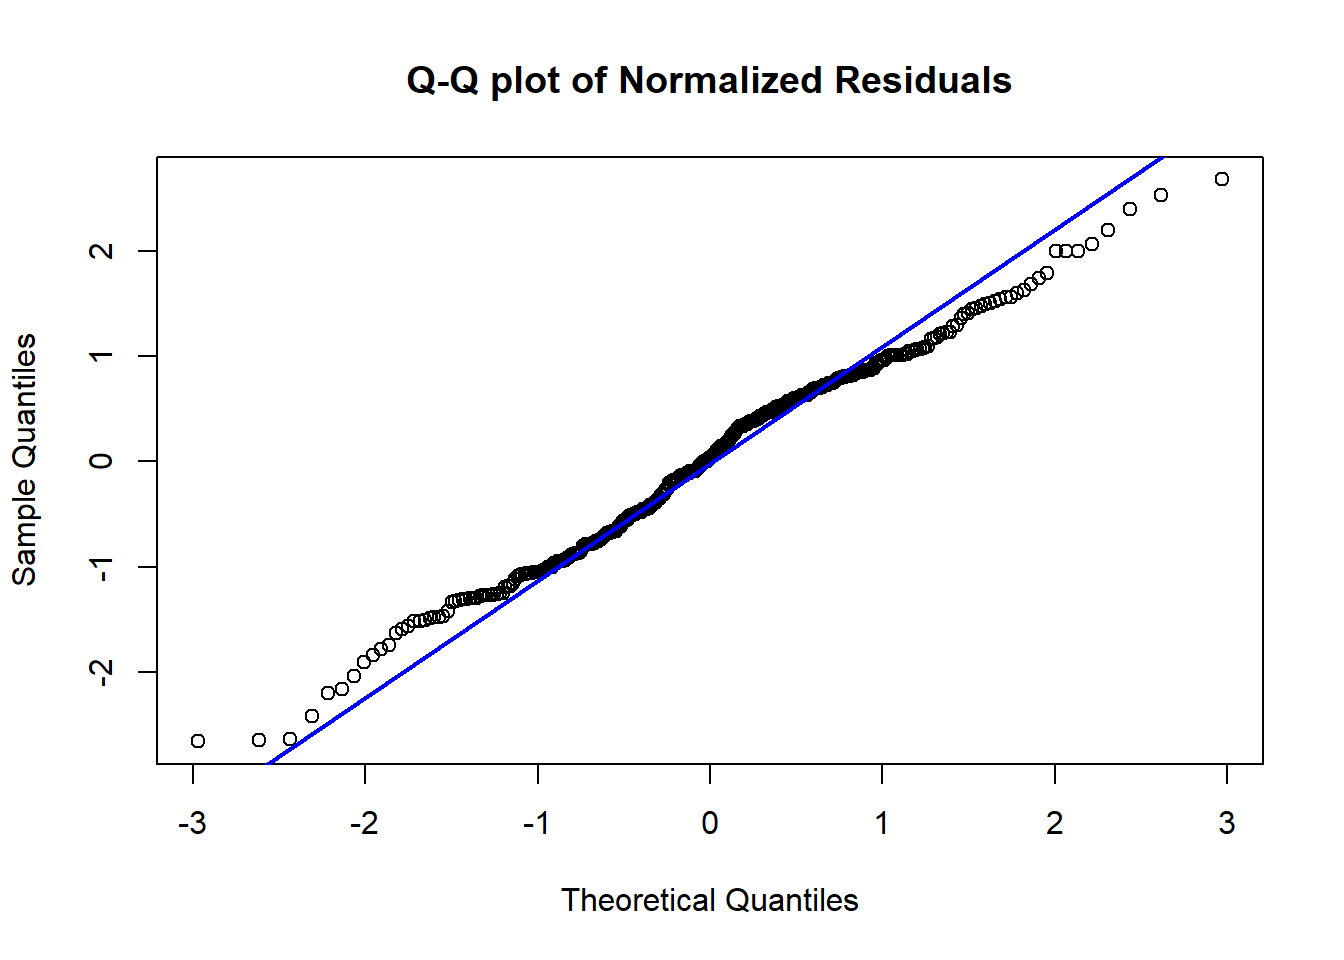 Q-Q plot of Normalized Residuals
Sample Quantiles
2
1
0
-1
-2
-3 -2 -1 0 1 2 3
Theoretical Quantiles